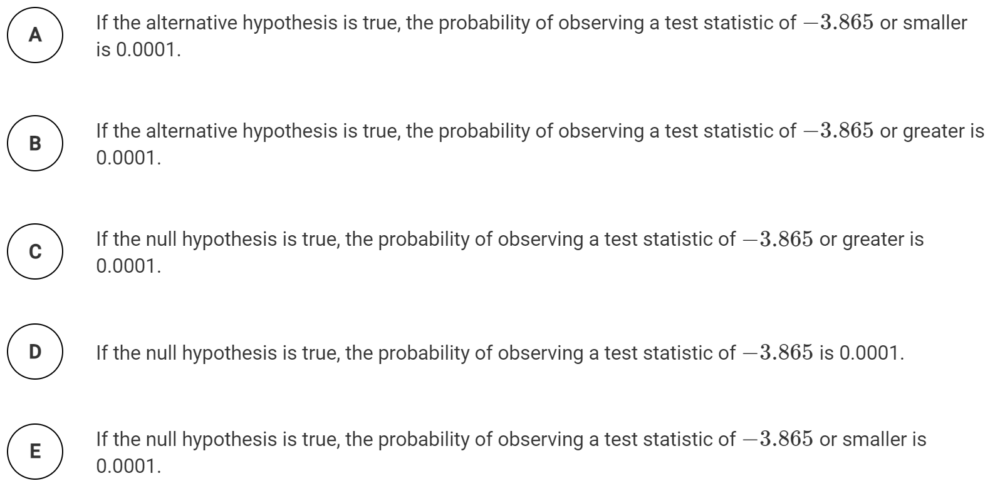 A
If the alternative hypothesis is true, the probability of observing a test statistic of −3.865 or smaller
is 0.0001.
B
If the alternative hypothesis is true, the probability of observing a test statistic of −3.865 or greater is
0.0001.
C
If the null hypothesis is true, the probability of observing a test statistic of −3.865 or greater is
0.0001.
D
If the null hypothesis is true, the probability of observing a test statistic of −3.865 is 0.0001.
E
If the null hypothesis is true, the probability of observing a test statistic of −3.865 or smaller is
0.0001.